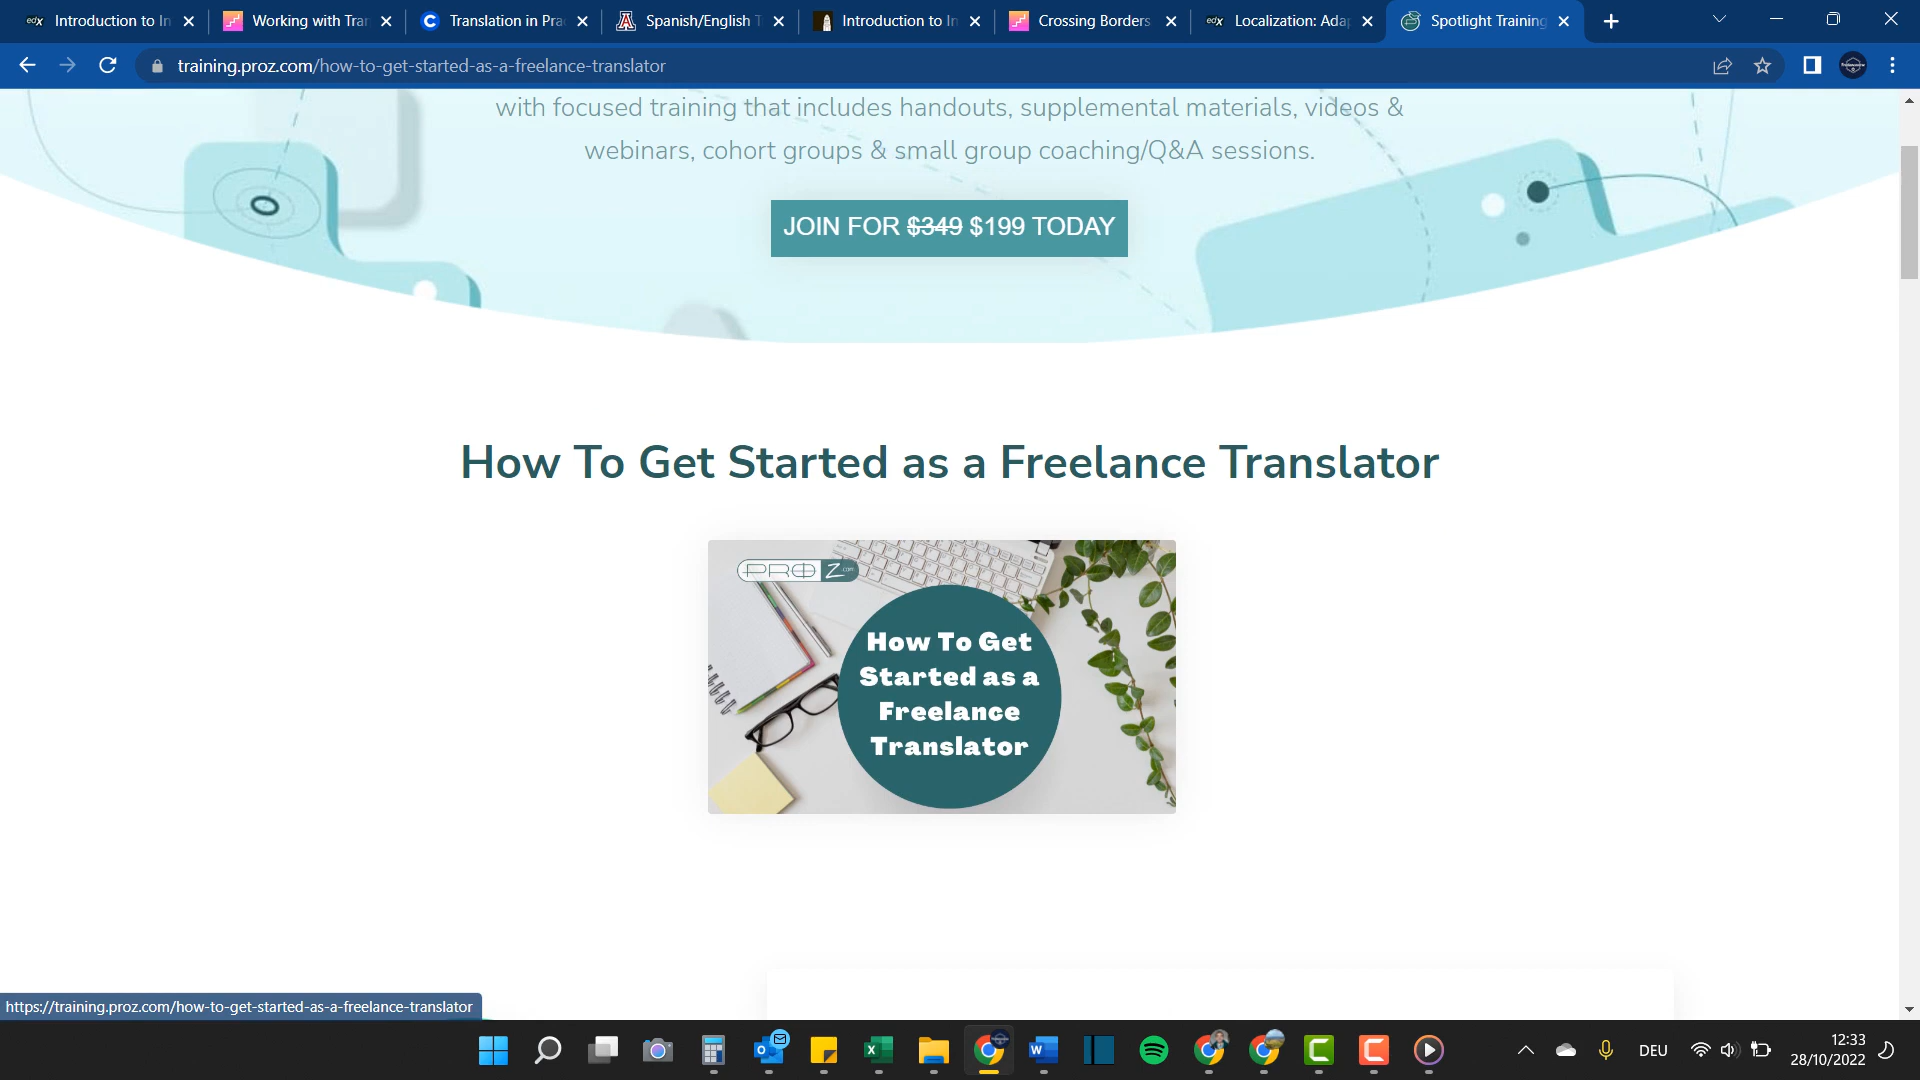 Introduction to In
Working with Tran
Translation in Pra
Spanish/English T
Introduction to In
Crossing Borders
Localization: Adap
Spotlight Training
training.proz.com/how-to-get-started-as-a-freelance-translator
with focused training that includes handouts, supplemental materials, videos &
webinars, cohort groups & small group coaching/Q&A sessions.
JOIN FOR $349 $199 TODAY
How To Get Started as a Freelance Translator
PROZ.com
How To Get
Started as a
Freelance
Translator
https://training.proz.com/how-to-get-started-as-a-freelance-translator
DEU
12:33
28/10/2022